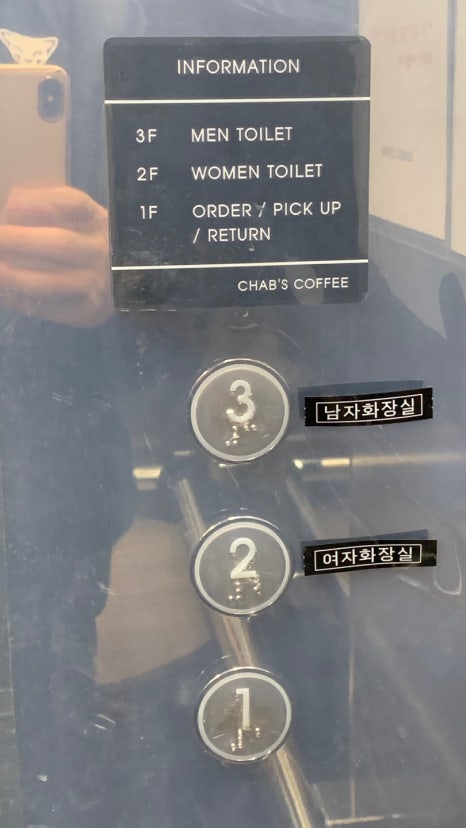 INFORMATION
3F MEN TOILET
2F WOMEN TOILET
1F ORDER / PICK UP
/ RETURN
CHAB'S COFFEE
3
남자화장실
2
여자화장실
1